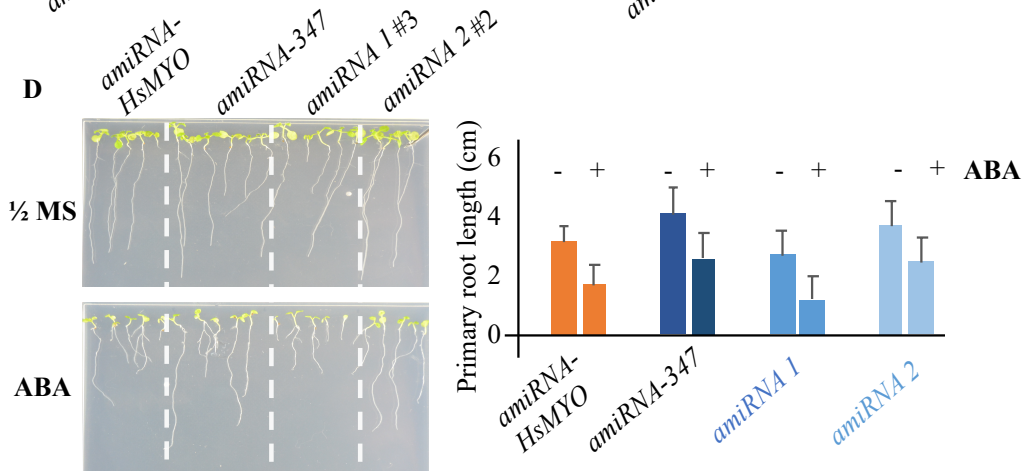 D
amiRNA-
HsMYO
amiRNA-347
amiRNA 1 #3
amiRNA 2 #2
½ MS
ABA
Primary root length (cm)
6
4
2
0
- + - + - + - + ABA
amiRNA-
HsMYO
amiRNA-347
amiRNA 1
amiRNA 2